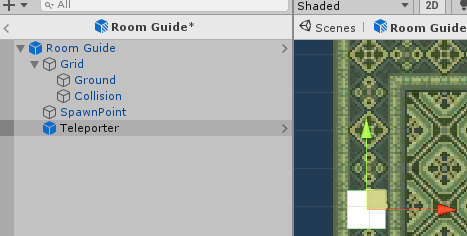 All
Shaded
2D
Room Guide*
Scenes
Room Guide
Room Guide
Grid
Ground
Collision
SpawnPoint
Teleporter